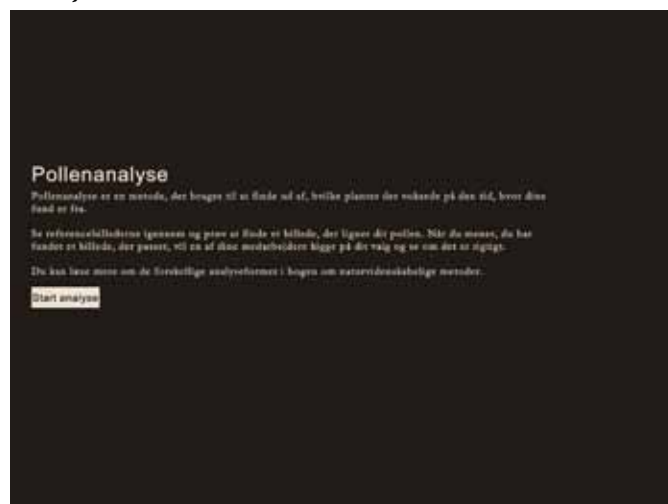 Pollenanalyse
Pollenanalyse er en metode, der bruges til at finde ud af, hvilke planter der voksede på den tid, hvor dine
fund er fra.
Se referencebillederne igennem og prøv at finde et billede, der ligner dit pollen. Når du mener, du har
fundet et billede, der passer, vil en af dine medarbejdere kigge på dit valg og se om det er rigtigt.
Du kan læse mere om de forskellige analyseformer i bogen om naturvidenskabelige metoder.
Start analyse